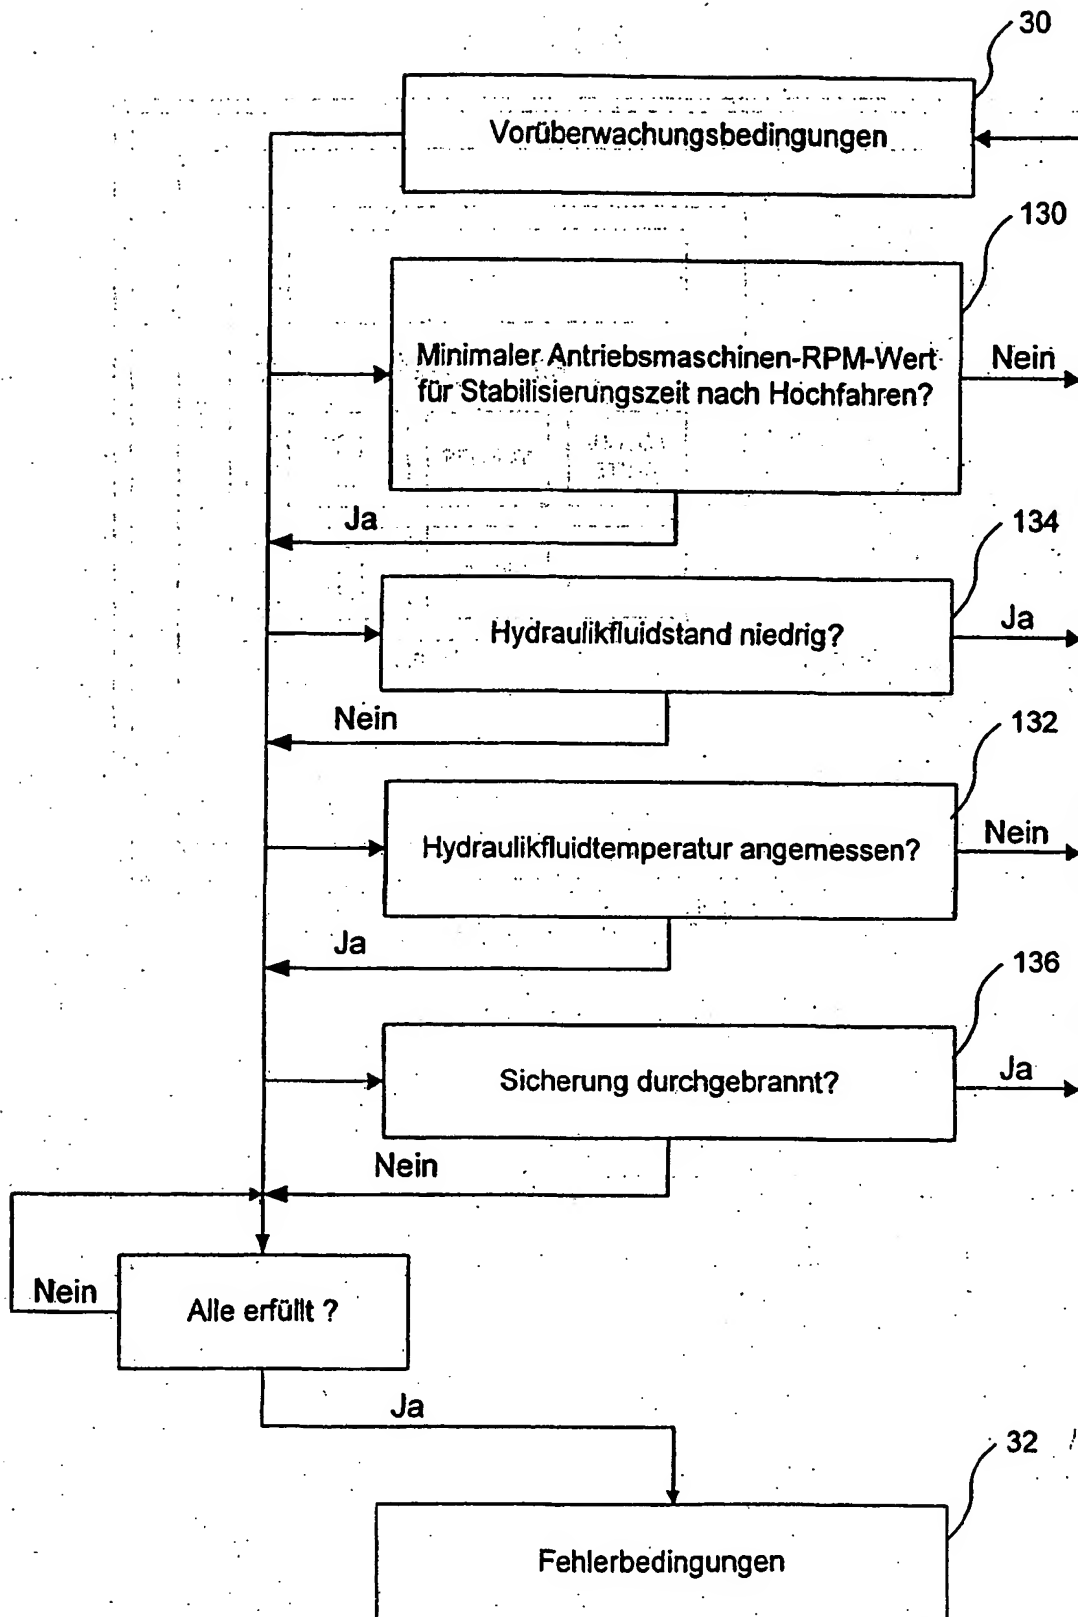 30
Vorüberwachungsbedingungen
130
Minimaler Antriebsmaschinen-RPM-Wert
für Stabilisierungszeit nach Hochfahren?
Nein
Ja
134
Hydraulikfluidstand niedrig?
Ja
Nein
132
Hydraulikfluidtemperatur angemessen?
Nein
Ja
136
Sicherung durchgebrannt?
Ja
Nein
Nein
Alle erfüllt ?
Ja
32
Fehlerbedingungen